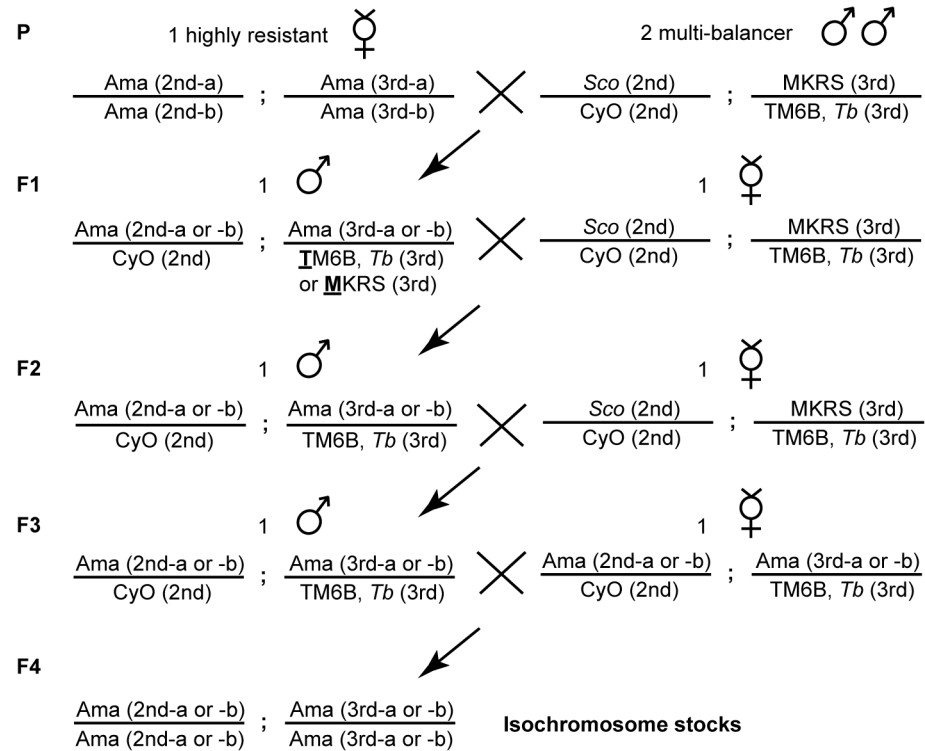 P 1 highly resistant 2 multi-balancer
Ama (2nd-a) ; Ama (3rd-a) Sco (2nd) ; MKRS (3rd)
Ama (2nd-b) Ama (3rd-b) CyO (2nd) TM6B, Tb (3rd)
F1 1 1
Ama (2nd-a or -b) ; Ama (3rd-a or -b) Sco (2nd) ; MKRS (3rd)
CyO (2nd) TM6B, Tb (3rd) CyO (2nd) TM6B, Tb (3rd)
or MKRS (3rd)
F2 1 1
Ama (2nd-a or -b) ; Ama (3rd-a or -b) Sco (2nd) ; MKRS (3rd)
CyO (2nd) TM6B, Tb (3rd) CyO (2nd) TM6B, Tb (3rd)
F3 1 1
Ama (2nd-a or -b) ; Ama (3rd-a or -b) Ama (2nd-a or -b) ; Ama (3rd-a or -b)
CyO (2nd) TM6B, Tb (3rd) CyO (2nd) TM6B, Tb (3rd)
F4
Ama (2nd-a or -b) ; Ama (3rd-a or -b)
Ama (2nd-a or -b) Ama (3rd-a or -b) Isochromosome stocks